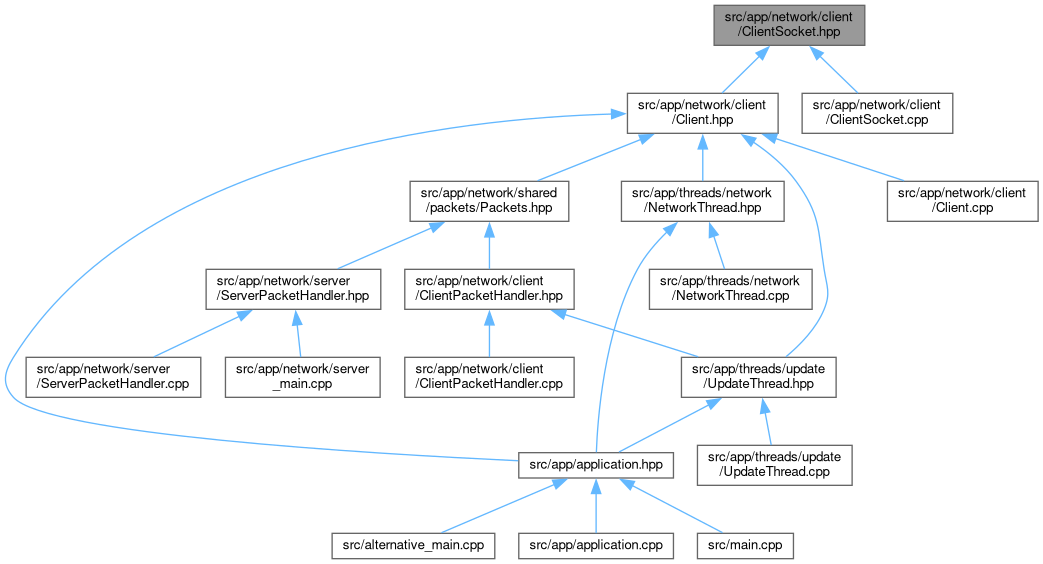 src/app/network/client
/ClientSocket.hpp
src/app/network/client
/Client.hpp
src/app/network/client
/ClientSocket.cpp
src/app/network/shared
/packets/Packets.hpp
src/app/threads/network
/NetworkThread.hpp
src/app/network/client
/Client.cpp
src/app/network/server
/ServerPacketHandler.hpp
src/app/network/client
/ClientPacketHandler.hpp
src/app/threads/network
/NetworkThread.cpp
src/app/network/server
/ServerPacketHandler.cpp
src/app/network/server
_main.cpp
src/app/network/client
/ClientPacketHandler.cpp
src/app/threads/update
/UpdateThread.hpp
src/app/application.hpp
src/app/threads/update
/UpdateThread.cpp
src/alternative_main.cpp
src/app/application.cpp
src/main.cpp